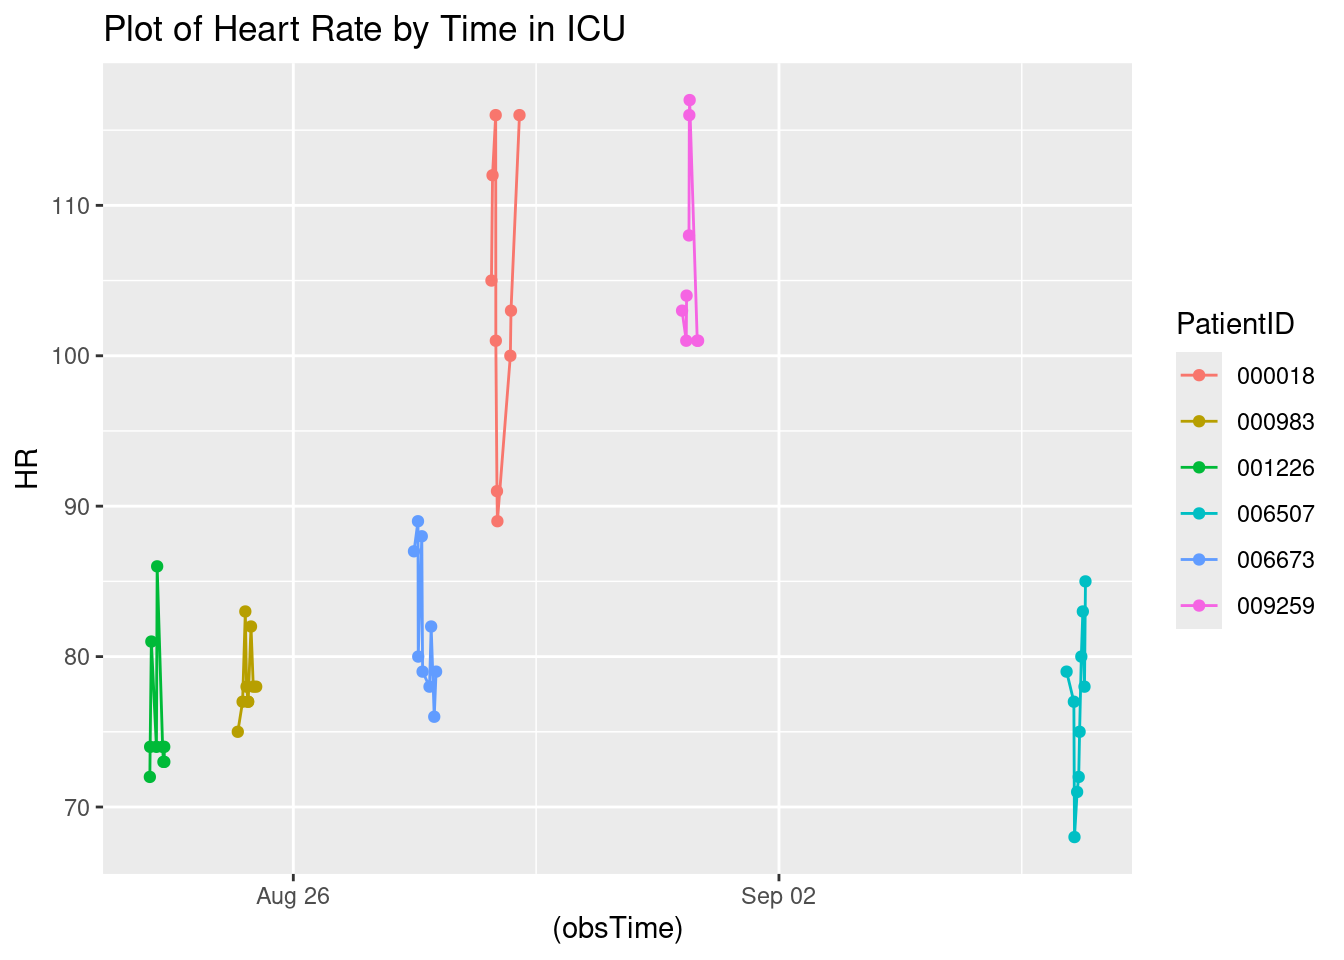 Plot of Heart Rate by Time in ICU
HR
110
100
90
80
70
Aug 26
Sep 02
(obsTime)
PatientID
000018
000983
001226
006507
006673
009259